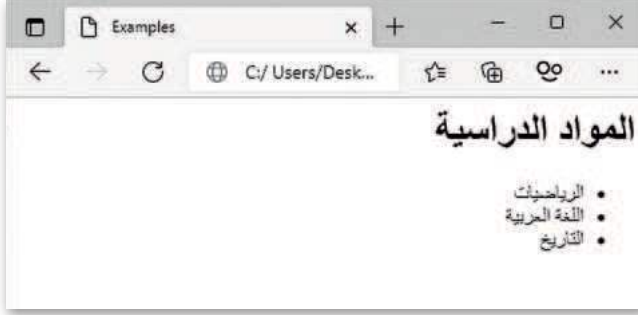 Examples
C:/ Users/Desk...
المواد الدراسية
• الرياضيات
• اللغة العربية
• التاريخ